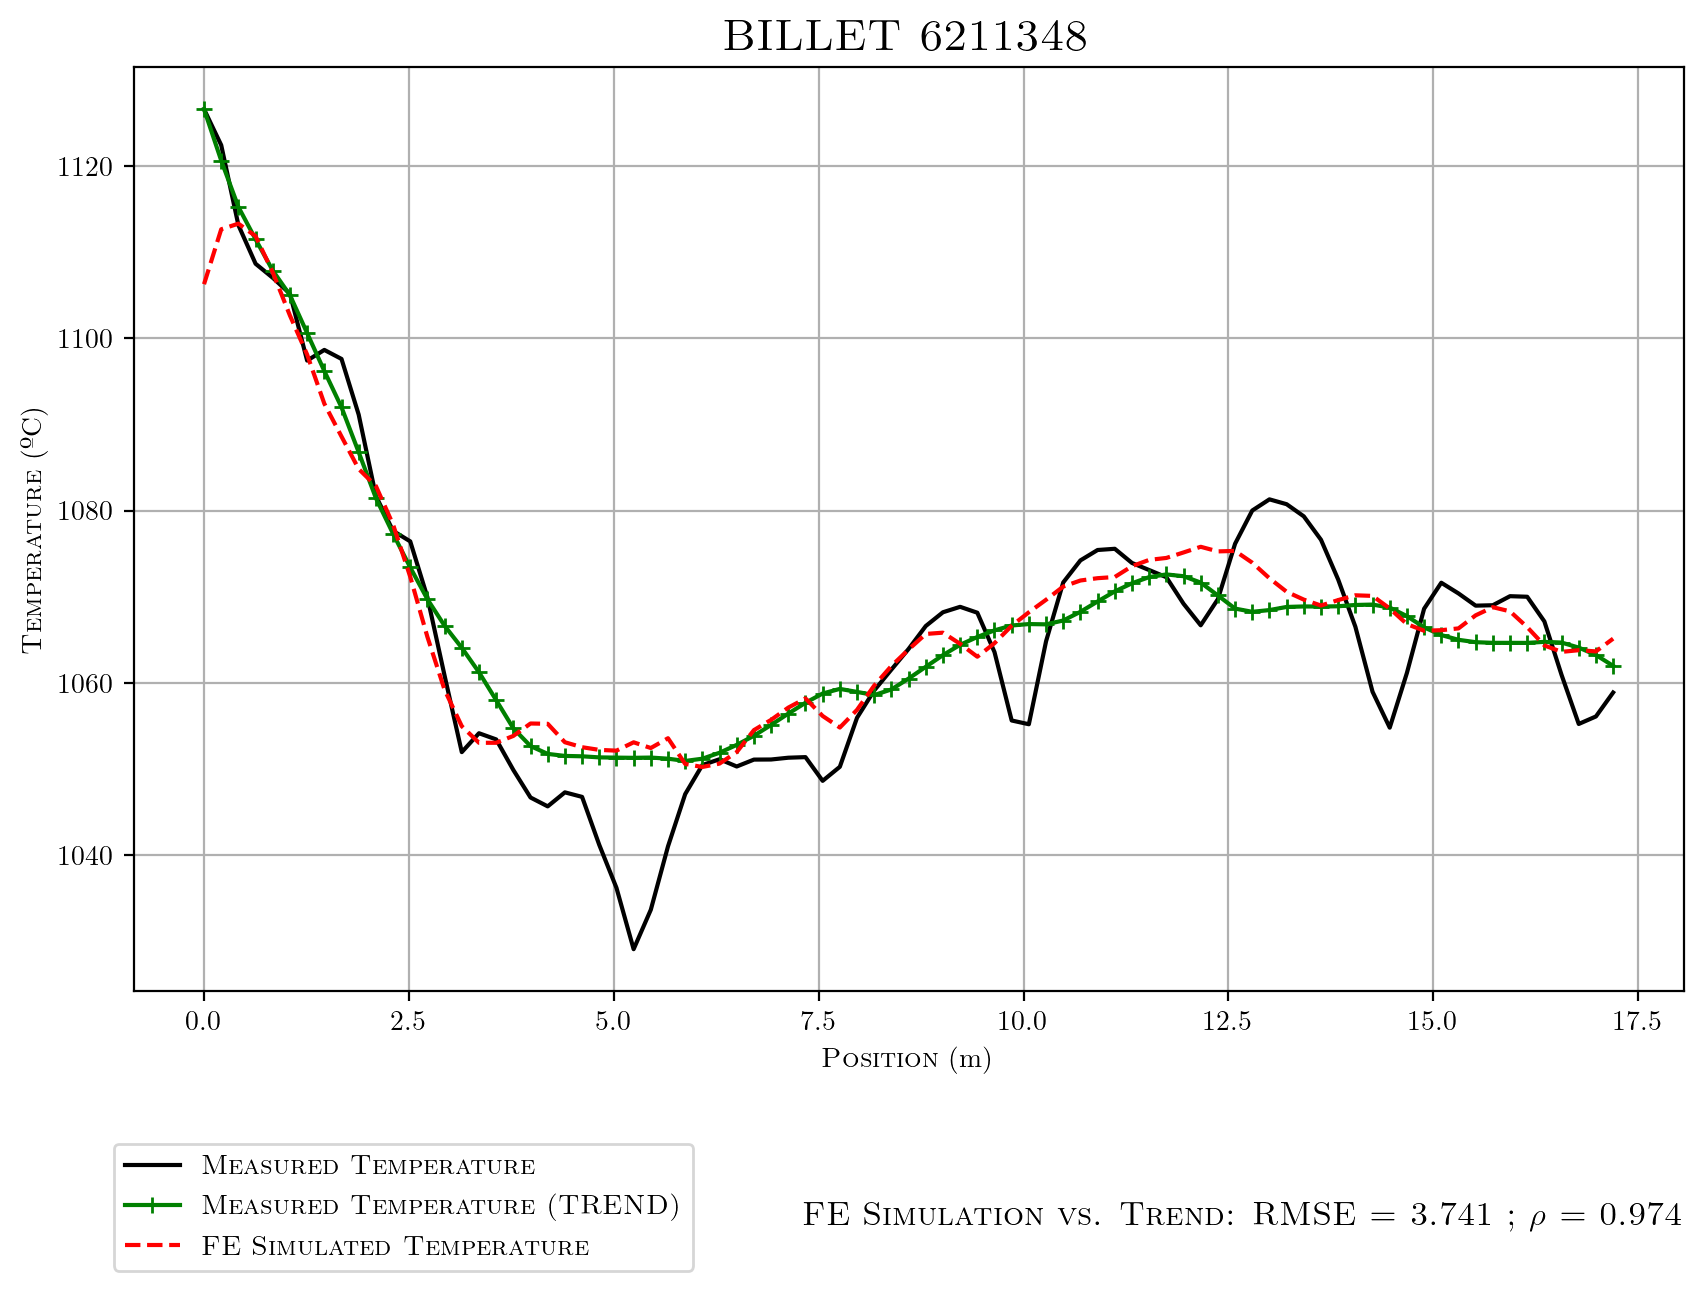 BILLET 6211348
1120
1100
1080
1060
1040
Temperature (ºC)
0.0 2.5 5.0 7.5 10.0 12.5 15.0 17.5
Position (m)
Measured Temperature
Measured Temperature (TREND)
FE Simulated Temperature
FE Simulation vs. Trend: RMSE = 3.741 ; ρ = 0.974